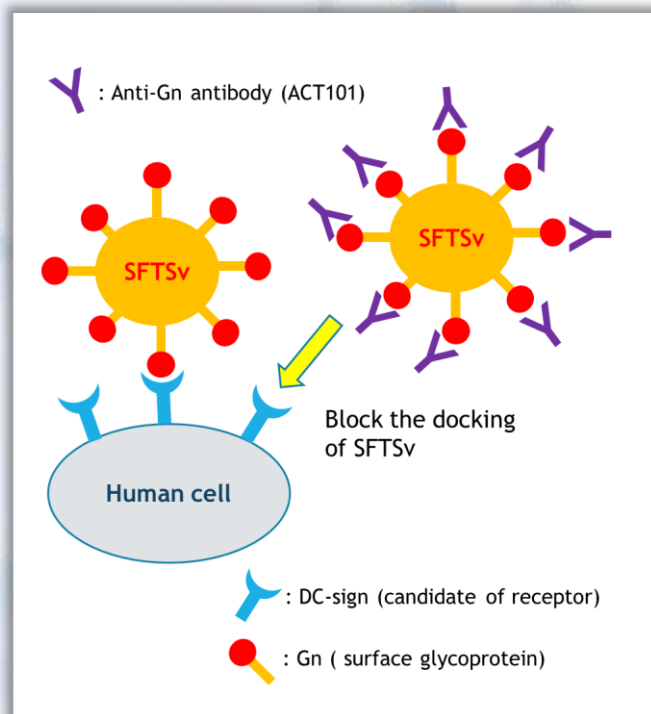 : Anti-Gn antibody (ACT101)
SFTSv
SFTSv
Block the docking
of SFTSv
Human cell
: DC-sign (candidate of receptor)
: Gn ( surface glycoprotein)